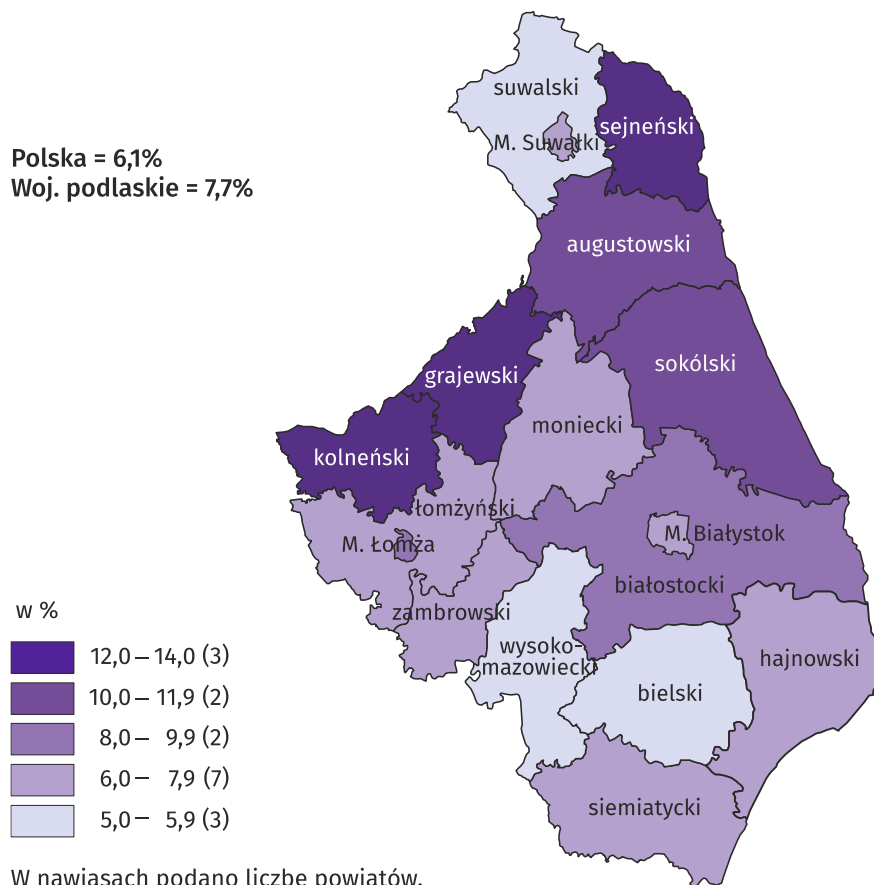 suwalski
sejneński
M. Suwałki
Polska = 6,1%
Woj. podlaskie = 7,7%
augustowski
sokólski
grajewski
moniecki
kolneński
łomżyński
M. Łomża
M. Białystok
białostocki
zambrowski
wysoko-
mazowiecki
hajnowski
bielski
siemiatycki
w %
12,0 – 14,0 (3)
10,0 – 11,9 (2)
8,0 – 9,9 (2)
6,0 – 7,9 (7)
5,0 – 5,9 (3)
W nawiasach podano liczbę powiatów.